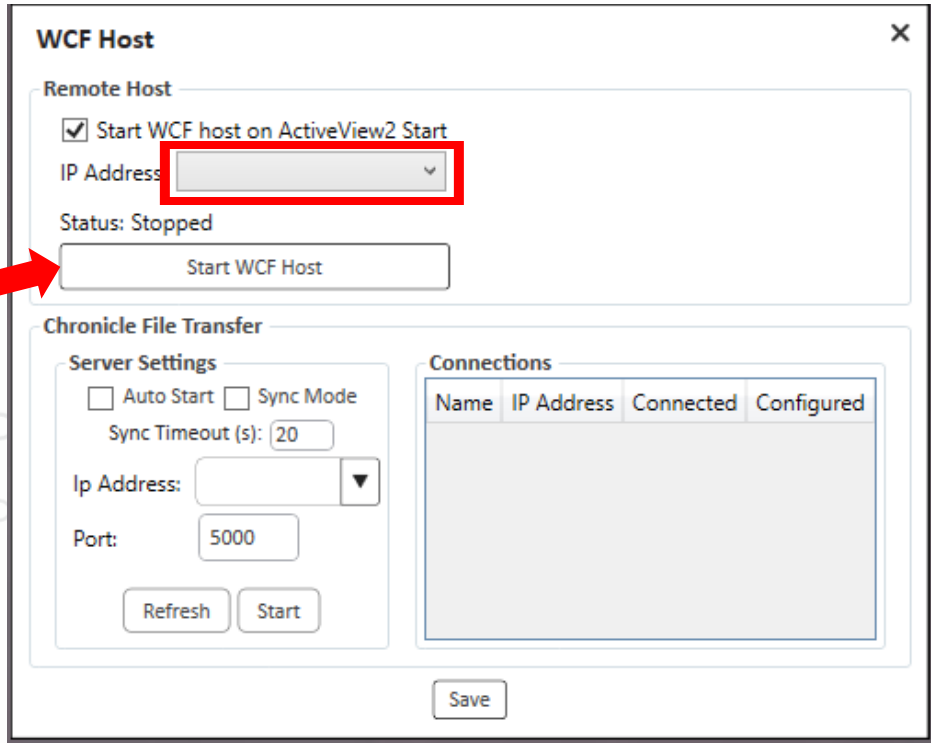 WCF Host
Remote Host
Start WCF host on ActiveView2 Start
IP Address
Status: Stopped
Start WCF Host
Chronicle File Transfer
Server Settings
Auto Start Sync Mode
Sync Timeout (s): 20
Ip Address:
Port: 5000
Refresh Start
Connections
Name IP Address Connected Configured
Save